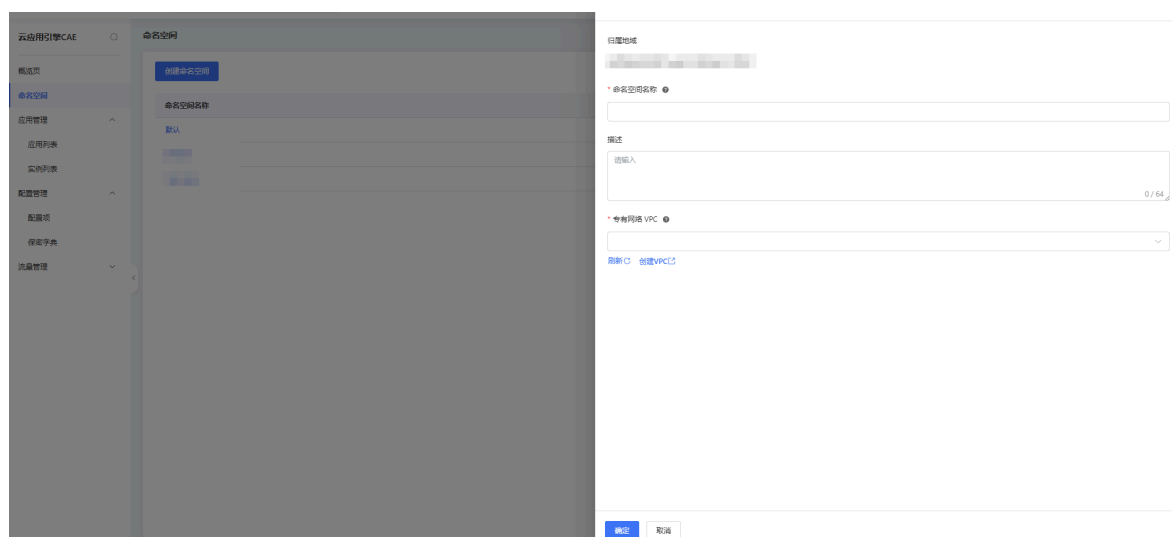 云应用引擎CAE
概览页
命名空间
应用管理
应用列表
实例列表
配置管理
配置项
保密字典
流量管理
命名空间
创建命名空间
命名空间名称
默认
归属地域
* 命名空间名称
描述
请输入
0 / 64
* 专有网络 VPC
刷新 创建VPC
确定 取消